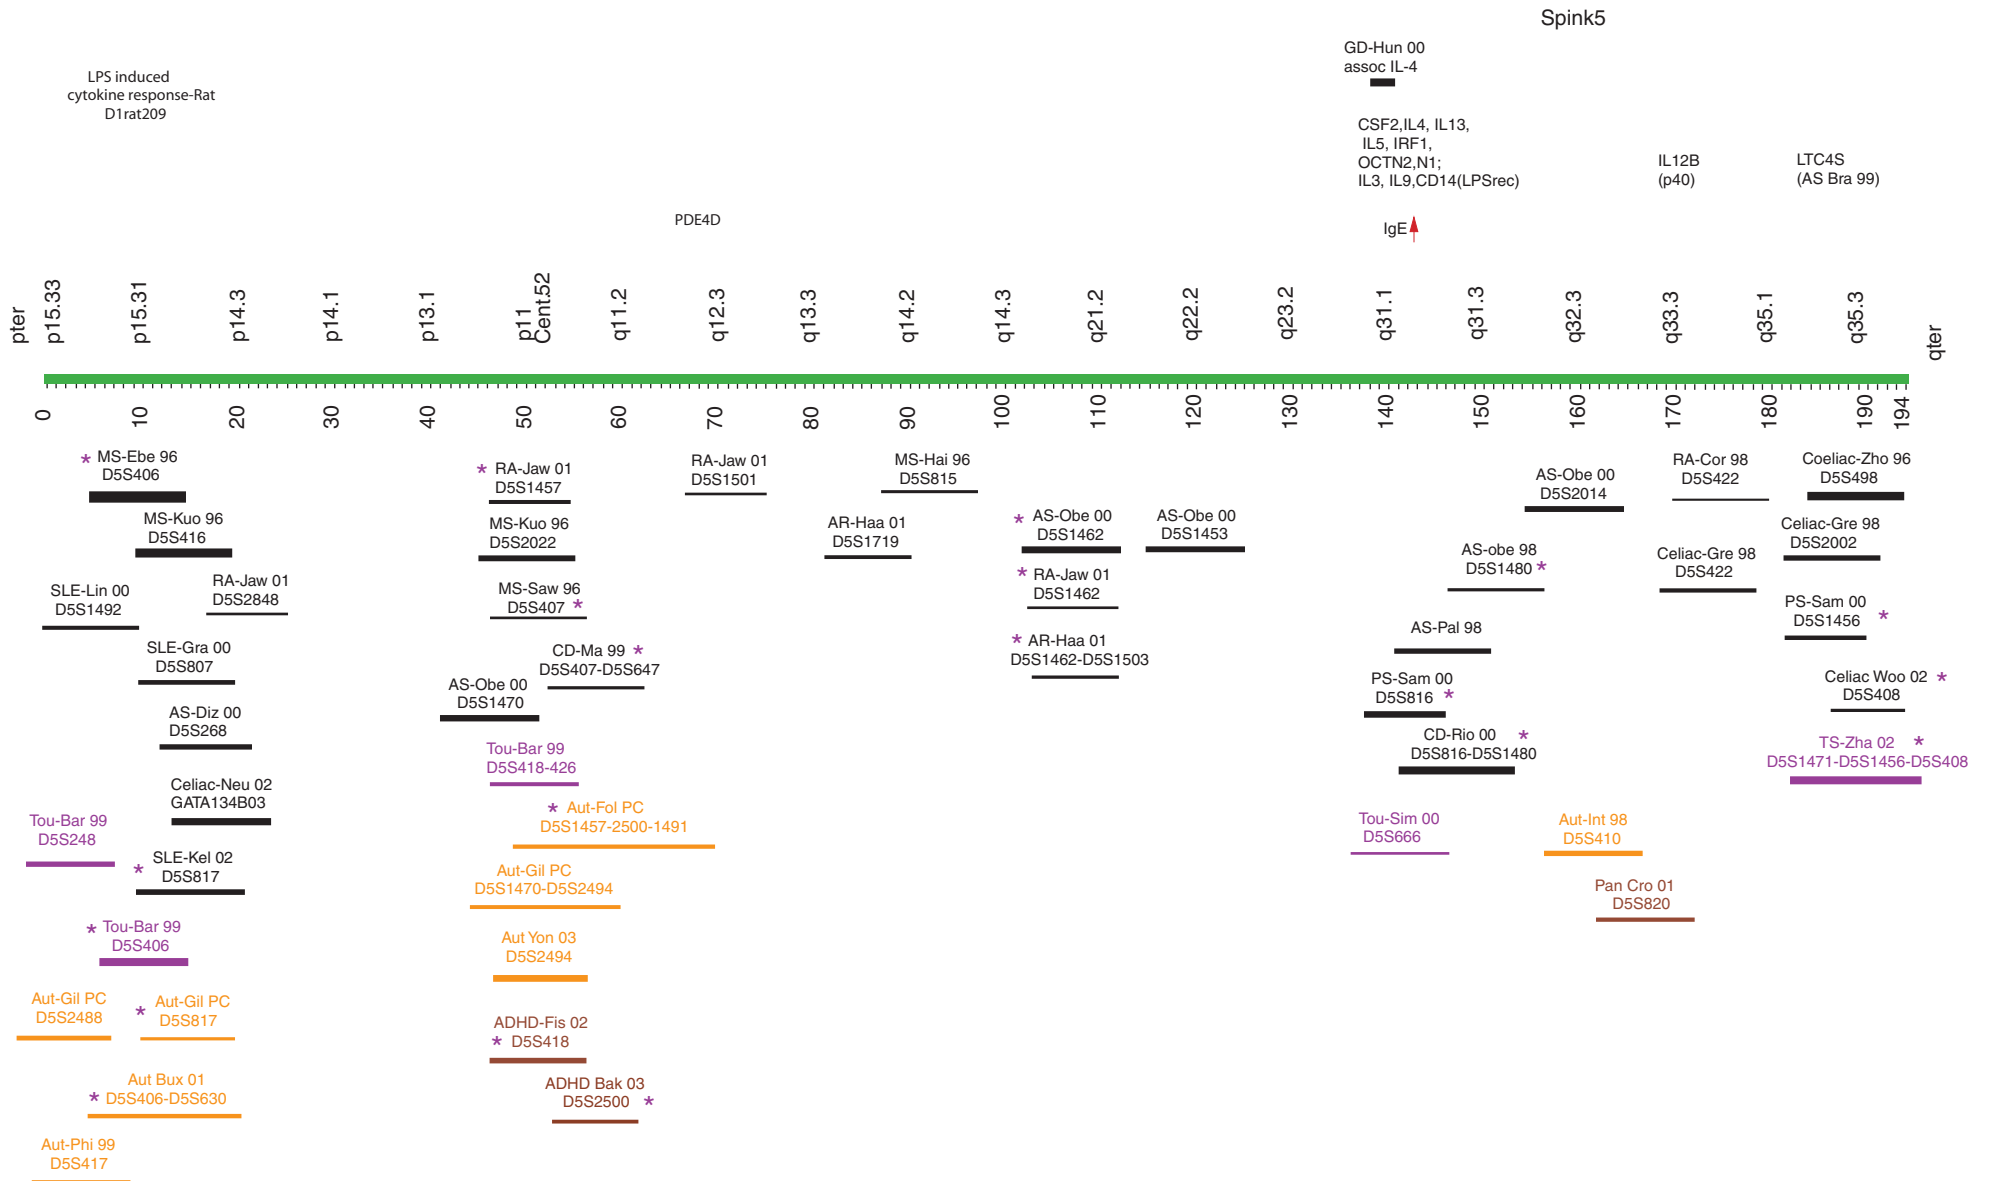 Spink5
GD-Hun 00
assoc IL-4
LPS induced
cytokine response-Rat
D1rat209
CSF2,IL4, IL13,
IL5, IRF1,
OCTN2,N1;
IL3, IL9,CD14(LPSrec)
IL12B
(p40)
LTC4S
(AS Bra 99)
PDE4D
IgE
pter
p15.33
p15.31
p14.3
p14.1
p13.1
p11
Cent.52
q11.2
q12.3
q13.3
q14.2
q14.3
q21.2
q22.2
q23.2
q31.1
q31.3
q32.3
q33.3
q35.1
q35.3
qter
0
10
20
30
40
50
60
70
80
90
100
110
120
130
140
150
160
170
180
190
194
* MS-Ebe 96
D5S406
MS-Kuo 96
D5S416
SLE-Lin 00
D5S1492
RA-Jaw 01
D5S2848
SLE-Gra 00
D5S807
AS-Diz 00
D5S268
Celiac-Neu 02
GATA134B03
Tou-Bar 99
D5S248
SLE-Kel 02
* D5S817
* Tou-Bar 99
D5S406
Aut-Gil PC
D5S2488
Aut-Gil PC
* D5S817
Aut Bux 01
* D5S406-D5S630
Aut-Phi 99
D5S417
* RA-Jaw 01
D5S1457
MS-Kuo 96
D5S2022
MS-Saw 96
D5S407 *
CD-Ma 99 *
D5S407-D5S647
AS-Obe 00
D5S1470
Tou-Bar 99
D5S418-426
* Aut-Fol PC
D5S1457-2500-1491
Aut-Gil PC
D5S1470-D5S2494
Aut Yon 03
D5S2494
ADHD-Fis 02
* D5S418
ADHD Bak 03
D5S2500 *
RA-Jaw 01
D5S1501
MS-Hai 96
D5S815
AR-Haa 01
D5S1719
* AS-Obe 00
D5S1462
* RA-Jaw 01
D5S1462
* AR-Haa 01
D5S1462-D5S1503
AS-Obe 00
D5S1453
AS-Obe 00
D5S2014
AS-obe 98
D5S1480 *
AS-Pal 98
PS-Sam 00
D5S816 *
CD-Rio 00 *
D5S816-D5S1480
Tou-Sim 00
D5S666
Aut-Int 98
D5S410
Pan Cro 01
D5S820
RA-Cor 98
D5S422
Celiac-Gre 98
D5S422
Coeliac-Zho 96
D5S498
Celiac-Gre 98
D5S2002
PS-Sam 00
D5S1456 *
Celiac Woo 02 *
D5S408
TS-Zha 02 *
D5S1471-D5S1456-D5S408